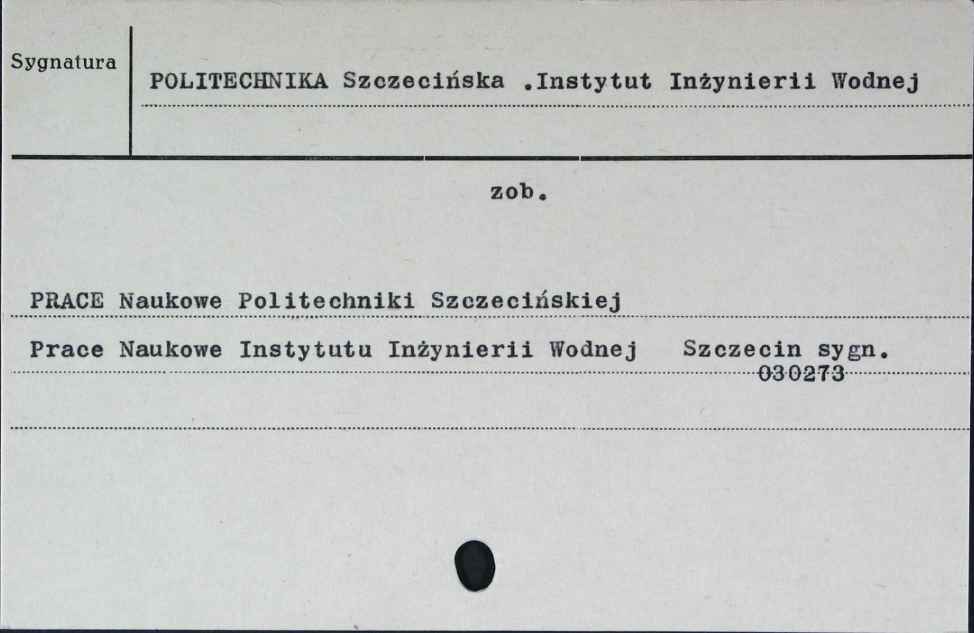 Sygnatura
POLITECHNIKA Szczecińska .Instytut Inżynierii Wodnej
zob.
PRACE Naukowe Politechniki Szczecińskiej
Prace Naukowe Instytutu Inżynierii Wodnej Szczecin sygn.
030273